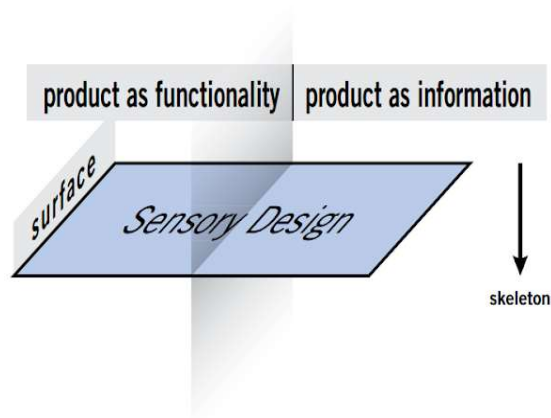 product as functionality product as information
surface
Sensory Design
skeleton